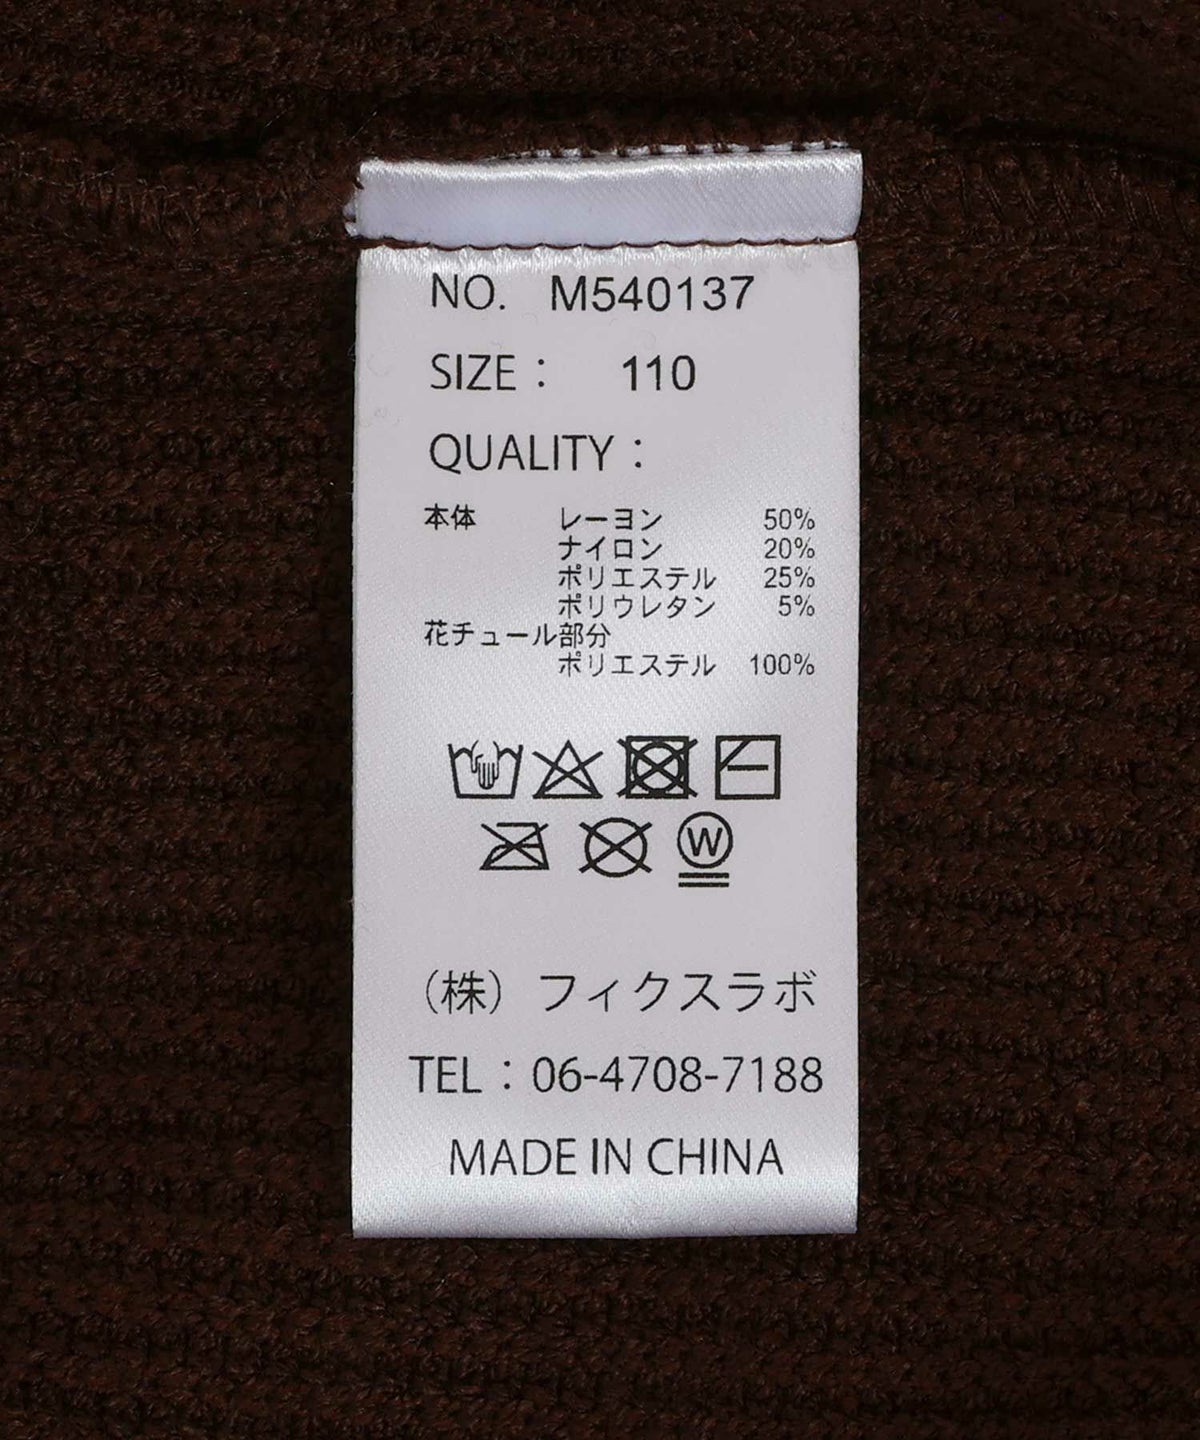 NO. M540137
SIZE : 110
QUALITY :
本体 レーヨン 50%
ナイロン 20%
ポリエステル 25%
ポリウレタン 5%
花チュール部分
ポリエステル 100%
W
（株）フィクスラボ
TEL : 06-4708-7188
MADE IN CHINA